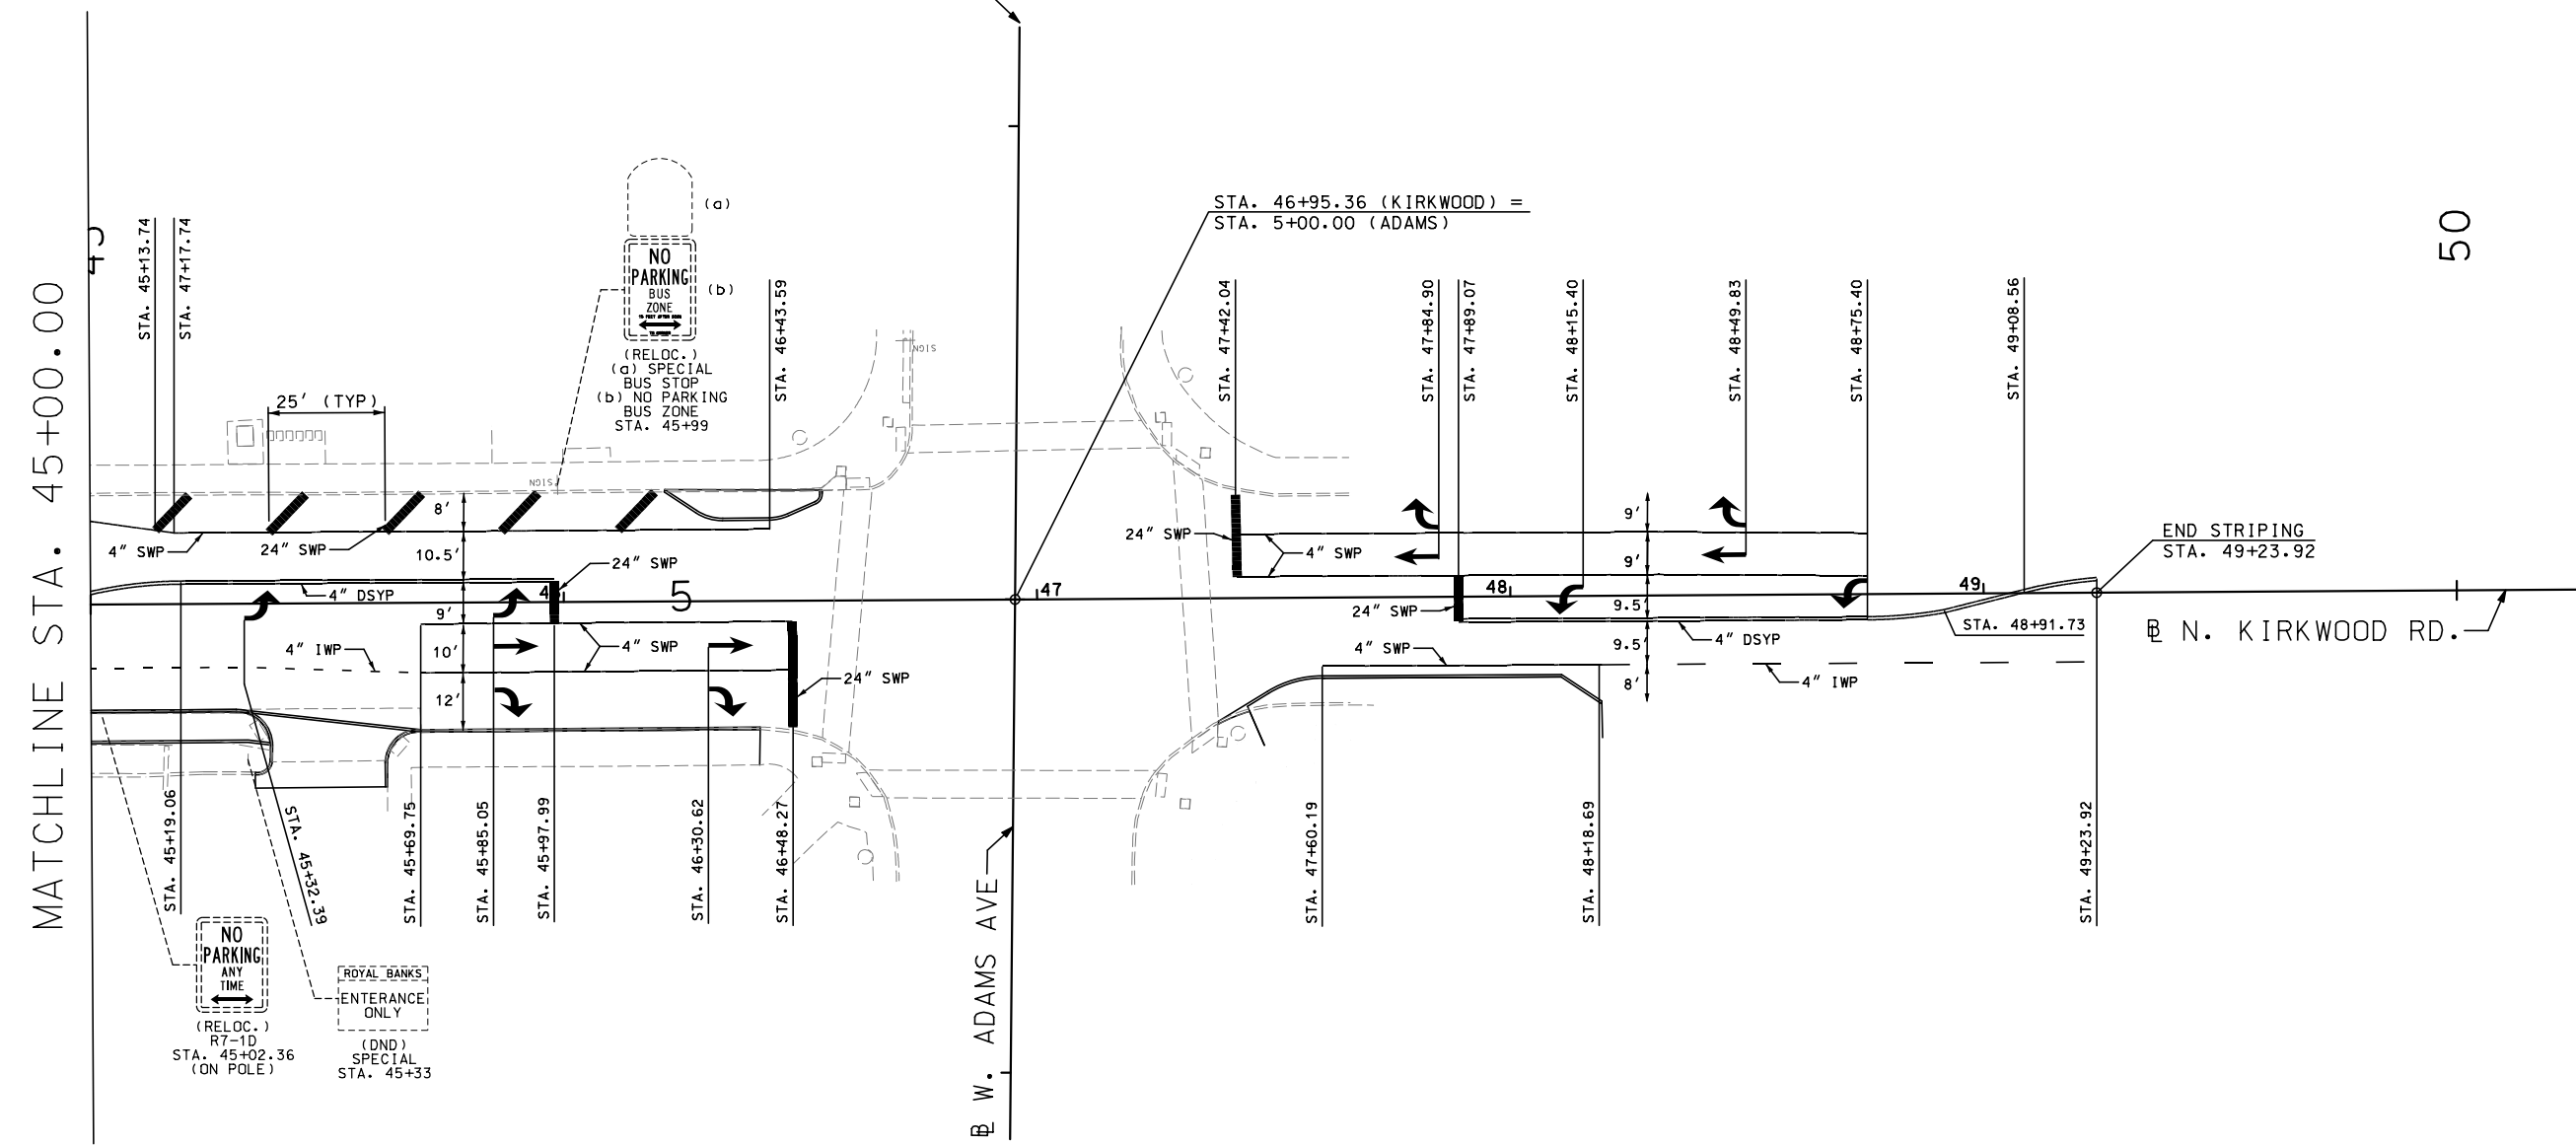 MATCHLINE STA. 45+00.00
45
STA. 45+13.74
STA. 47+17.74
25' (TYP)
4" SWP
24" SWP
(a)
NO
PARKING
BUS
ZONE
(b)
(RELOC.)
(a) SPECIAL
BUS STOP
(b) NO PARKING
BUS ZONE
STA. 45+99
SIGN
STA. 46+43.59
SIGN
8'
10.5'
9'
10'
12'
4" DSYP
24" SWP
4
5
4" IWP
4" SWP
24" SWP
STA. 45+19.06
STA. 45+32.39
STA. 45+69.75
STA. 45+85.05
STA. 45+97.99
STA. 46+30.62
STA. 46+48.27
NO
PARKING
ANY
TIME
(RELOC.)
R7-1D
STA. 45+02.36
(ON POLE)
ROYAL BANKS
ENTERANCE
ONLY
(DND)
SPECIAL
STA. 45+33
℄ W. ADAMS AVE
47
STA. 46+95.36 (KIRKWOOD) =
STA. 5+00.00 (ADAMS)
STA. 47+42.04
STA. 47+84.90
STA. 47+89.07
STA. 48+15.40
STA. 48+49.83
STA. 48+75.40
STA. 49+08.56
24" SWP
4" SWP
9'
9'
9.5'
9.5'
8'
48
49
24" SWP
4" SWP
4" DSYP
4" IWP
STA. 48+91.73
STA. 47+60.19
STA. 48+18.69
STA. 49+23.92
END STRIPING
STA. 49+23.92
℄ N. KIRKWOOD RD.
50